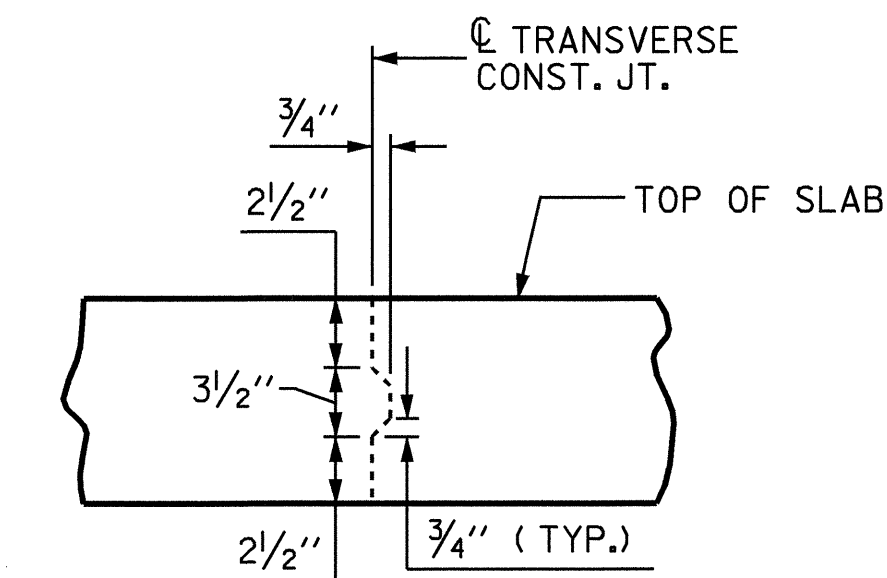 ℄ TRANSVERSE
CONST. JT.
3/4"
2 1/2"
TOP OF SLAB
3 1/2"
2 1/2"
3/4" ( TYP.)